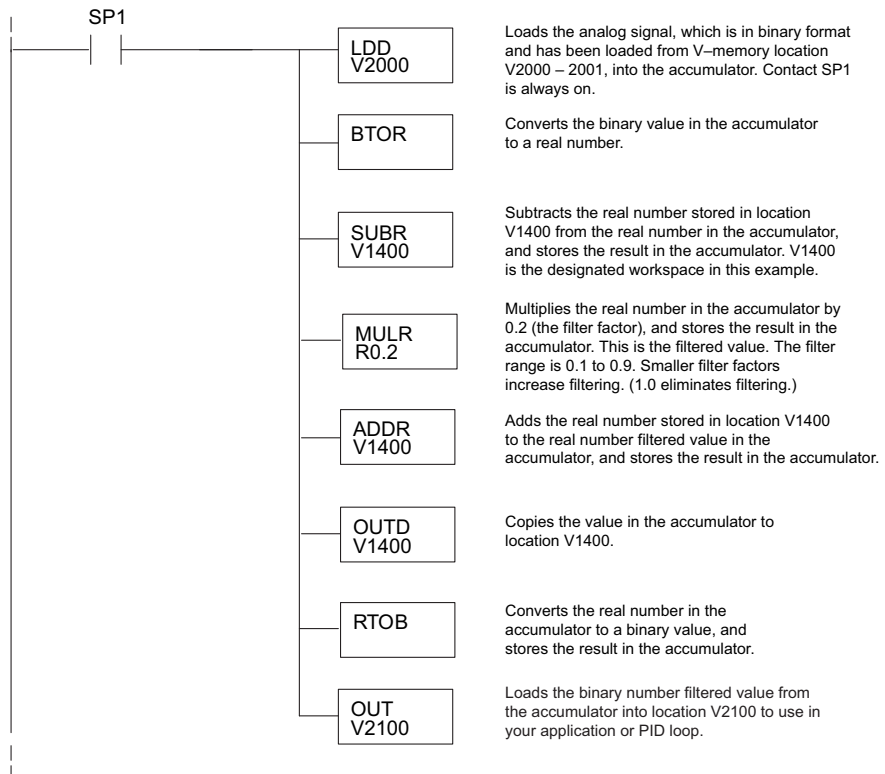 SP1
LDD
V2000
Loads the analog signal, which is in binary format
and has been loaded from V–memory location
V2000 – 2001, into the accumulator. Contact SP1
is always on.
BTOR
Converts the binary value in the accumulator
to a real number.
SUBR
V1400
Subtracts the real number stored in location
V1400 from the real number in the accumulator,
and stores the result in the accumulator. V1400
is the designated workspace in this example.
MULR
R0.2
Multiplies the real number in the accumulator by
0.2 (the filter factor), and stores the result in the
accumulator. This is the filtered value. The filter
range is 0.1 to 0.9. Smaller filter factors
increase filtering. (1.0 eliminates filtering.)
ADDR
V1400
Adds the real number stored in location V1400
to the real number filtered value in the
accumulator, and stores the result in the accumulator.
OUTD
V1400
Copies the value in the accumulator to
location V1400.
RTOB
Converts the real number in the
accumulator to a binary value, and
stores the result in the accumulator.
OUT
V2100
Loads the binary number filtered value from
the accumulator into location V2100 to use in
your application or PID loop.